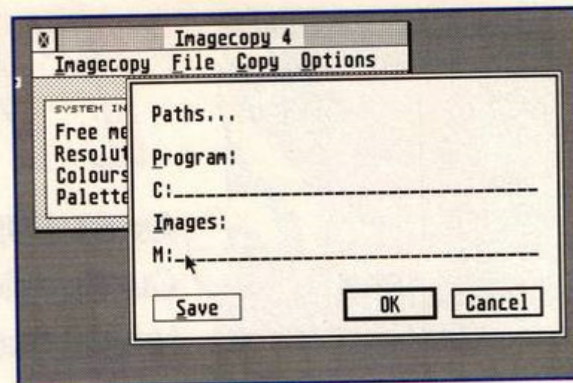 Imagecopy 4
Imagecopy File Copy Options
SYSTEM IN
Free me
Resolut
Colours
Palette
Paths...
Program:
C:
Images:
M:
Save OK Cancel